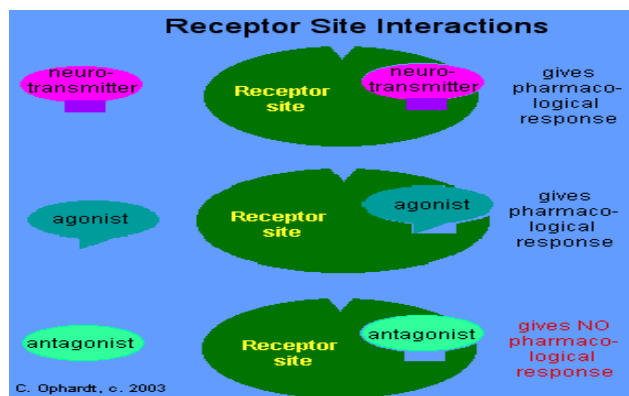 Receptor Site Interactions
neuro-
transmitter
Receptor
site
neuro-
transmitter
gives
pharmaco-
logical
response
agonist
Receptor
site
agonist
gives
pharmaco-
logical
response
antagonist
Receptor
site
antagonist
gives NO
pharmaco-
logical
response
C. Ophardt, c. 2003